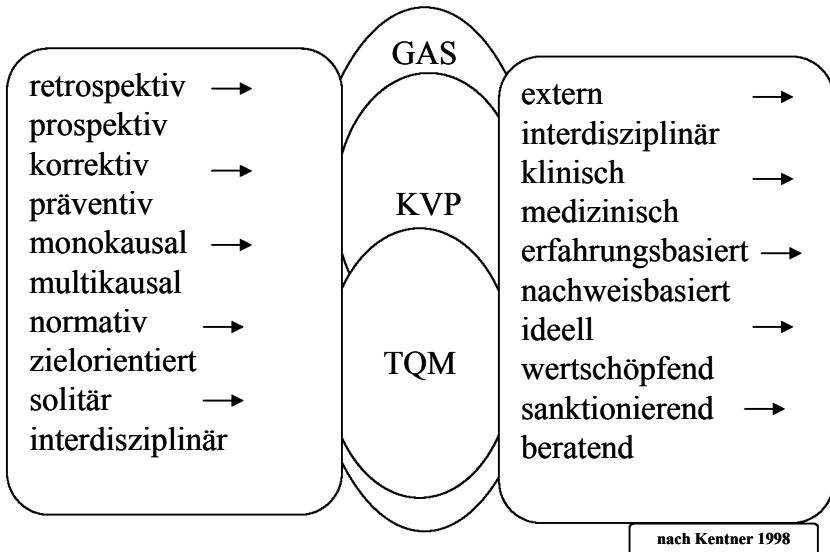 retrospektiv →
prospektiv
korrektiv →
präventiv
monokausal →
multikausal
normativ →
zielorientiert
solitär →
interdisziplinär
GAS
KVP
TQM
extern →
interdisziplinär
klinisch →
medizinisch
erfahrungsbasiert →
nachweisbasiert
ideell →
wertschöpfend
sanktionierend →
beratend
nach Kentner 1998